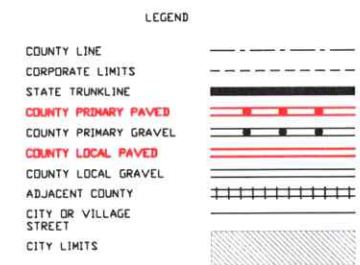 LEGEND
COUNTY LINE
CORPORATE LIMITS
STATE TRUNKLINE
COUNTY PRIMARY PAVED
COUNTY PRIMARY GRAVEL
COUNTY LOCAL PAVED
COUNTY LOCAL GRAVEL
ADJACENT COUNTY
CITY OR VILLAGE
STREET
CITY LIMITS